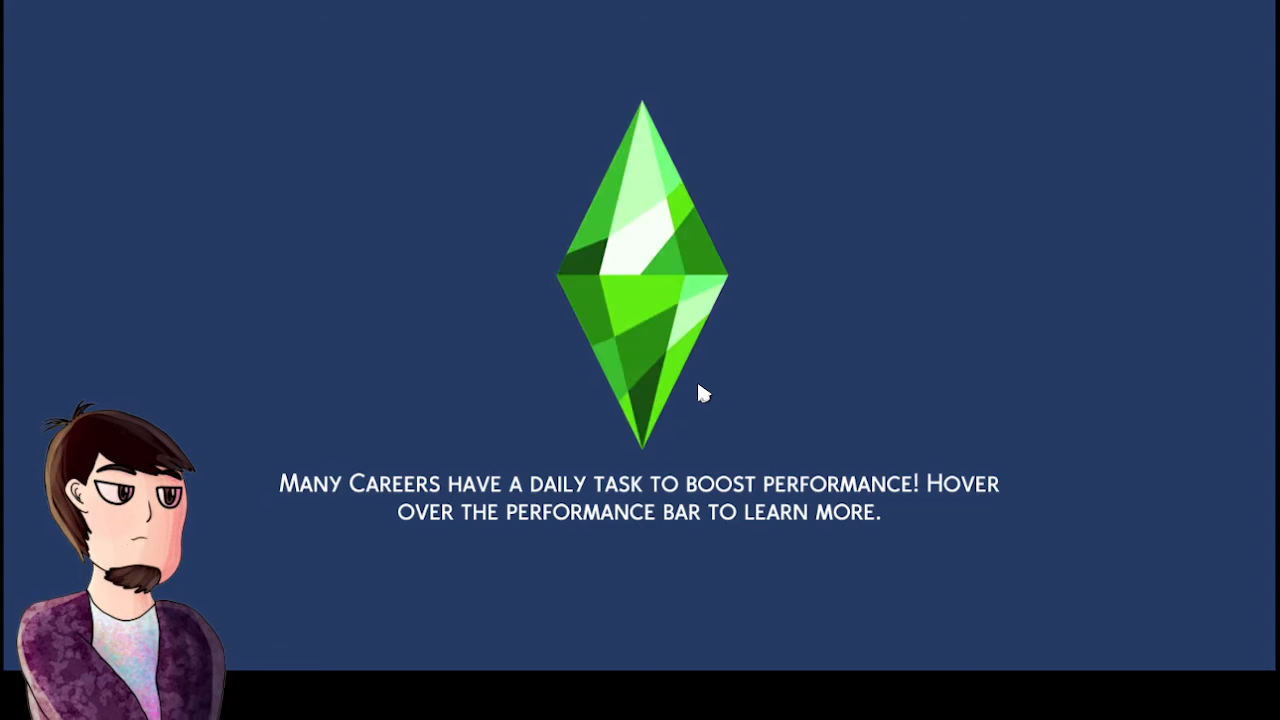 Many Careers have a daily task to boost performance! Hover
over the performance bar to learn more.